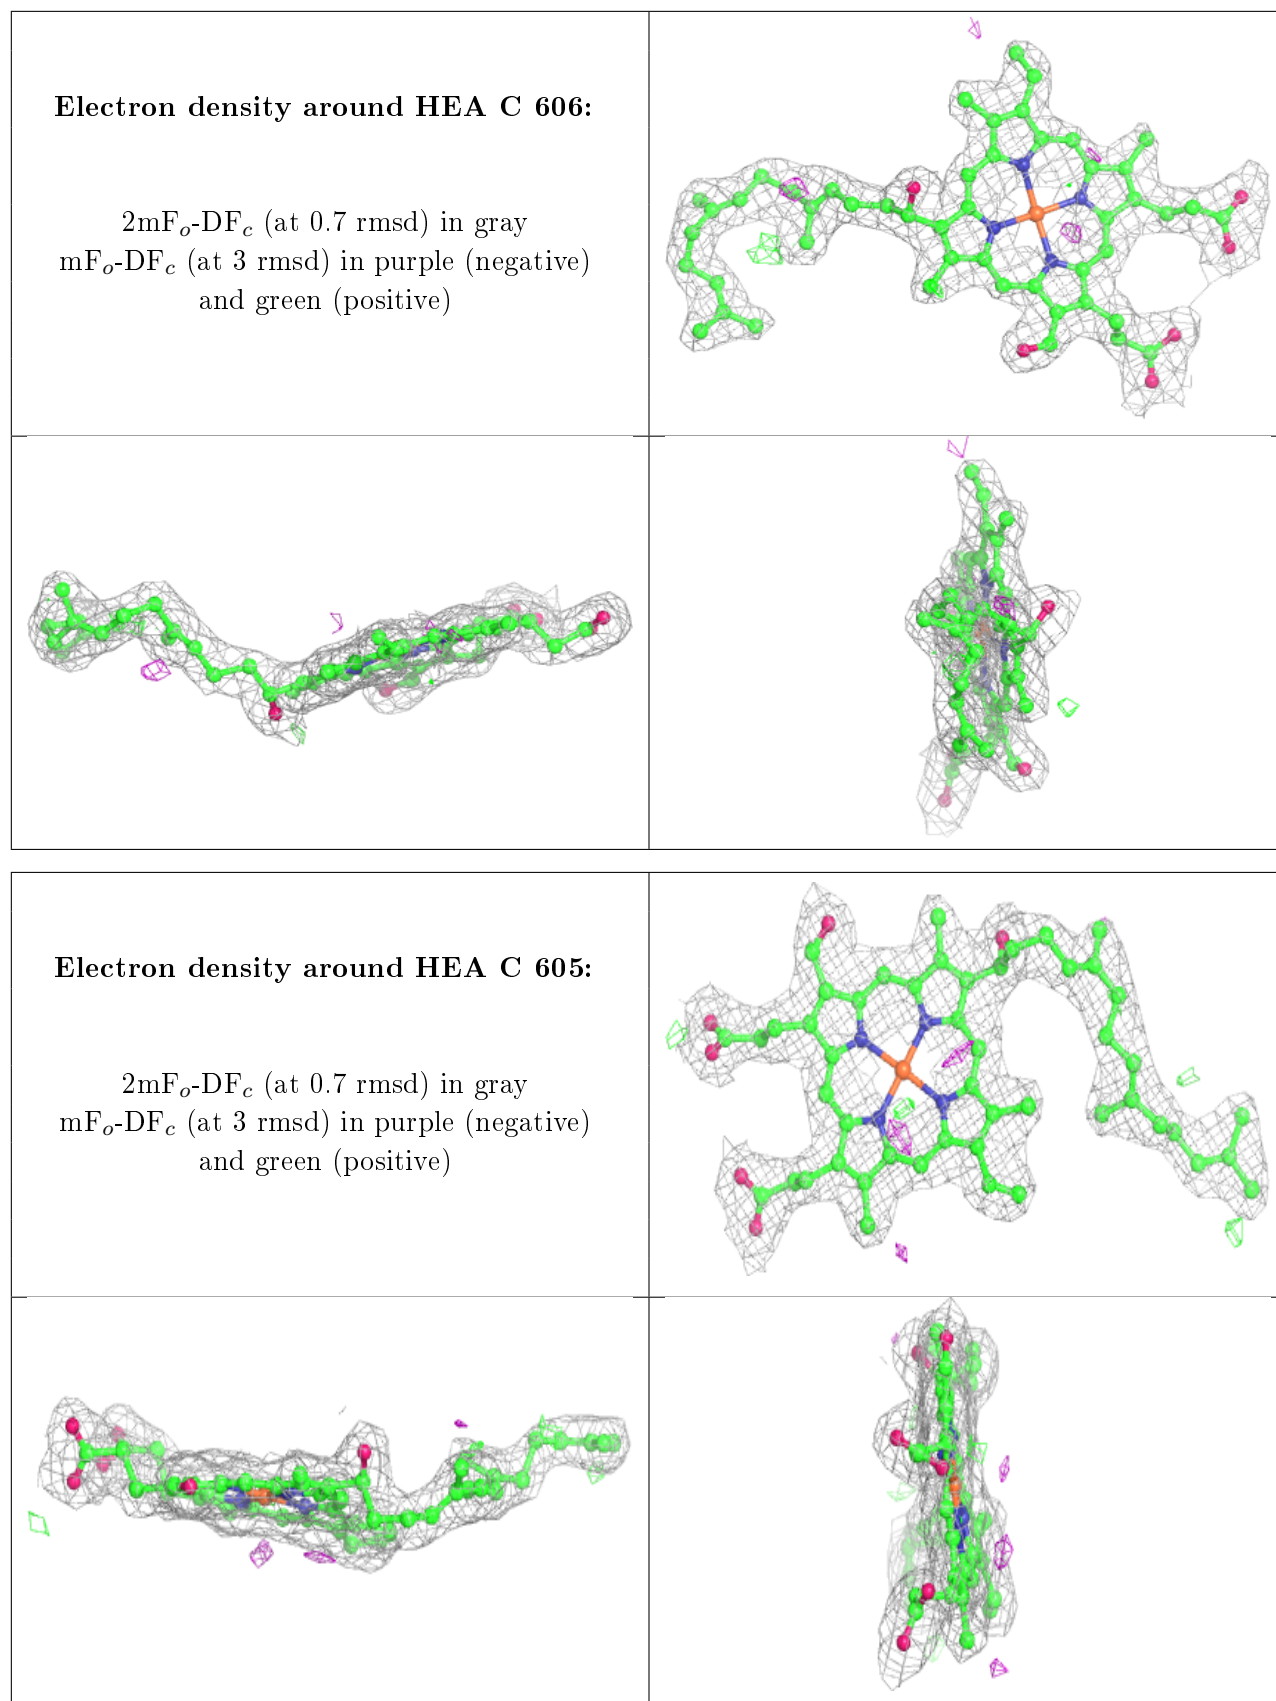 Electron density around HEA C 606:
2mFo-DFc (at 0.7 rmsd) in gray
mFo-DFc (at 3 rmsd) in purple (negative)
and green (positive)
Electron density around HEA C 605:
2mFo-DFc (at 0.7 rmsd) in gray
mFo-DFc (at 3 rmsd) in purple (negative)
and green (positive)